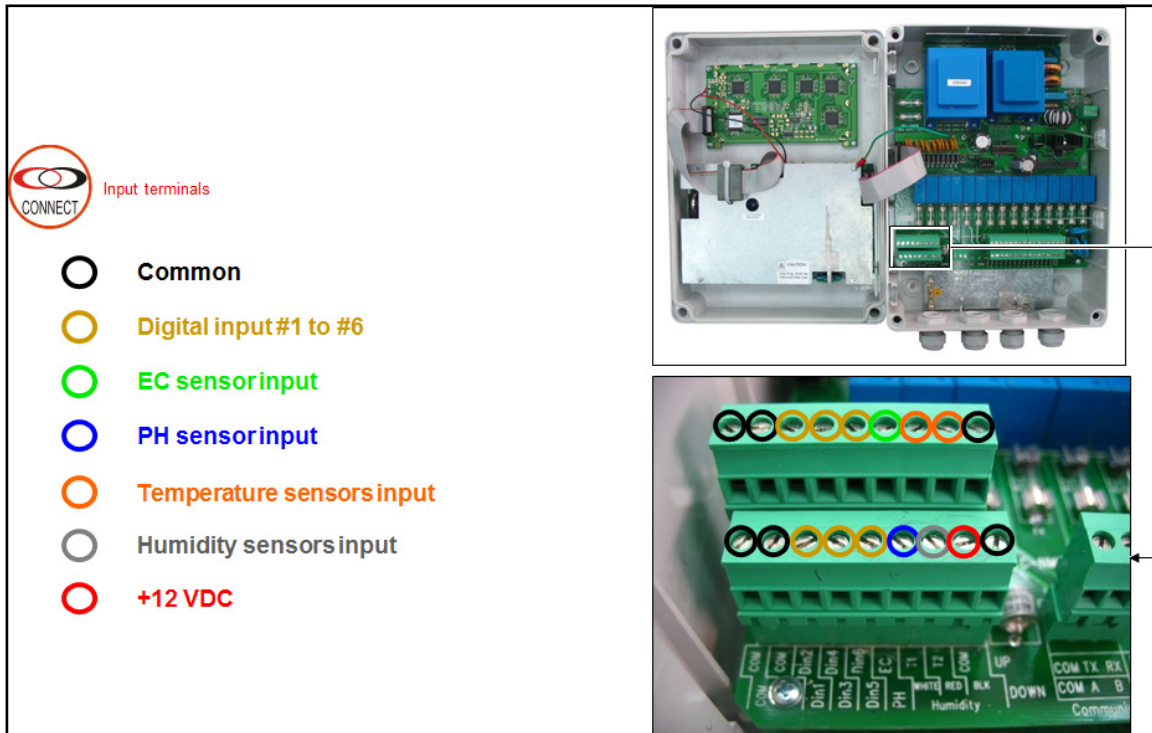 CONNECT
Input terminals
Common
Digital input #1 to #6
EC sensor input
PH sensor input
Temperature sensors input
Humidity sensors input
+12 VDC
CAUTION
COM COM Din2 Din4 Din6 EC T1 T2 COM UP
COM COM Din1 Din3 Din5 PH WHITE RED BLK DOWN
Humidity
COM TX RX
COM A B